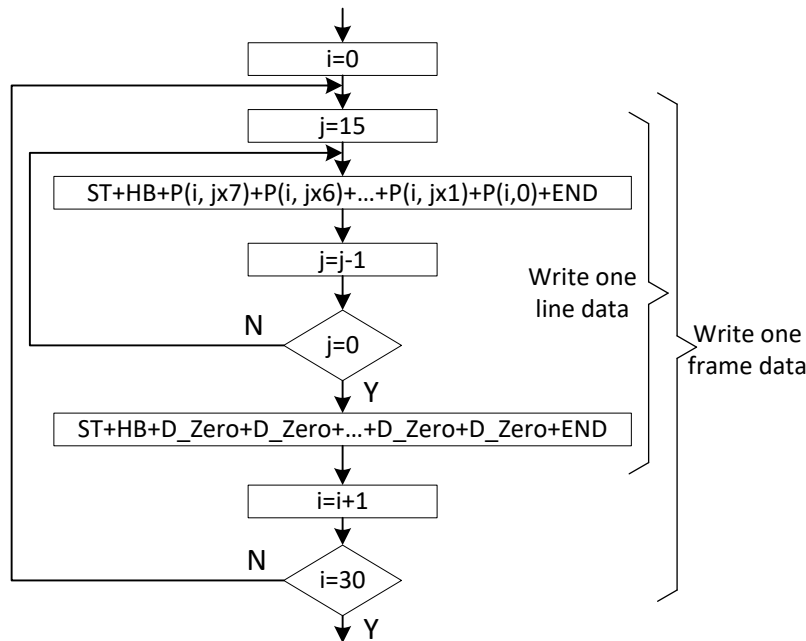 i=0
j=15
ST+HB+P(i, jx7)+P(i, jx6)+...+P(i, jx1)+P(i,0)+END
j=j-1
Write one
line data
N
j=0
Write one
frame data
Y
ST+HB+D_Zero+D_Zero+...+D_Zero+D_Zero+END
i=i+1
N
i=30
Y